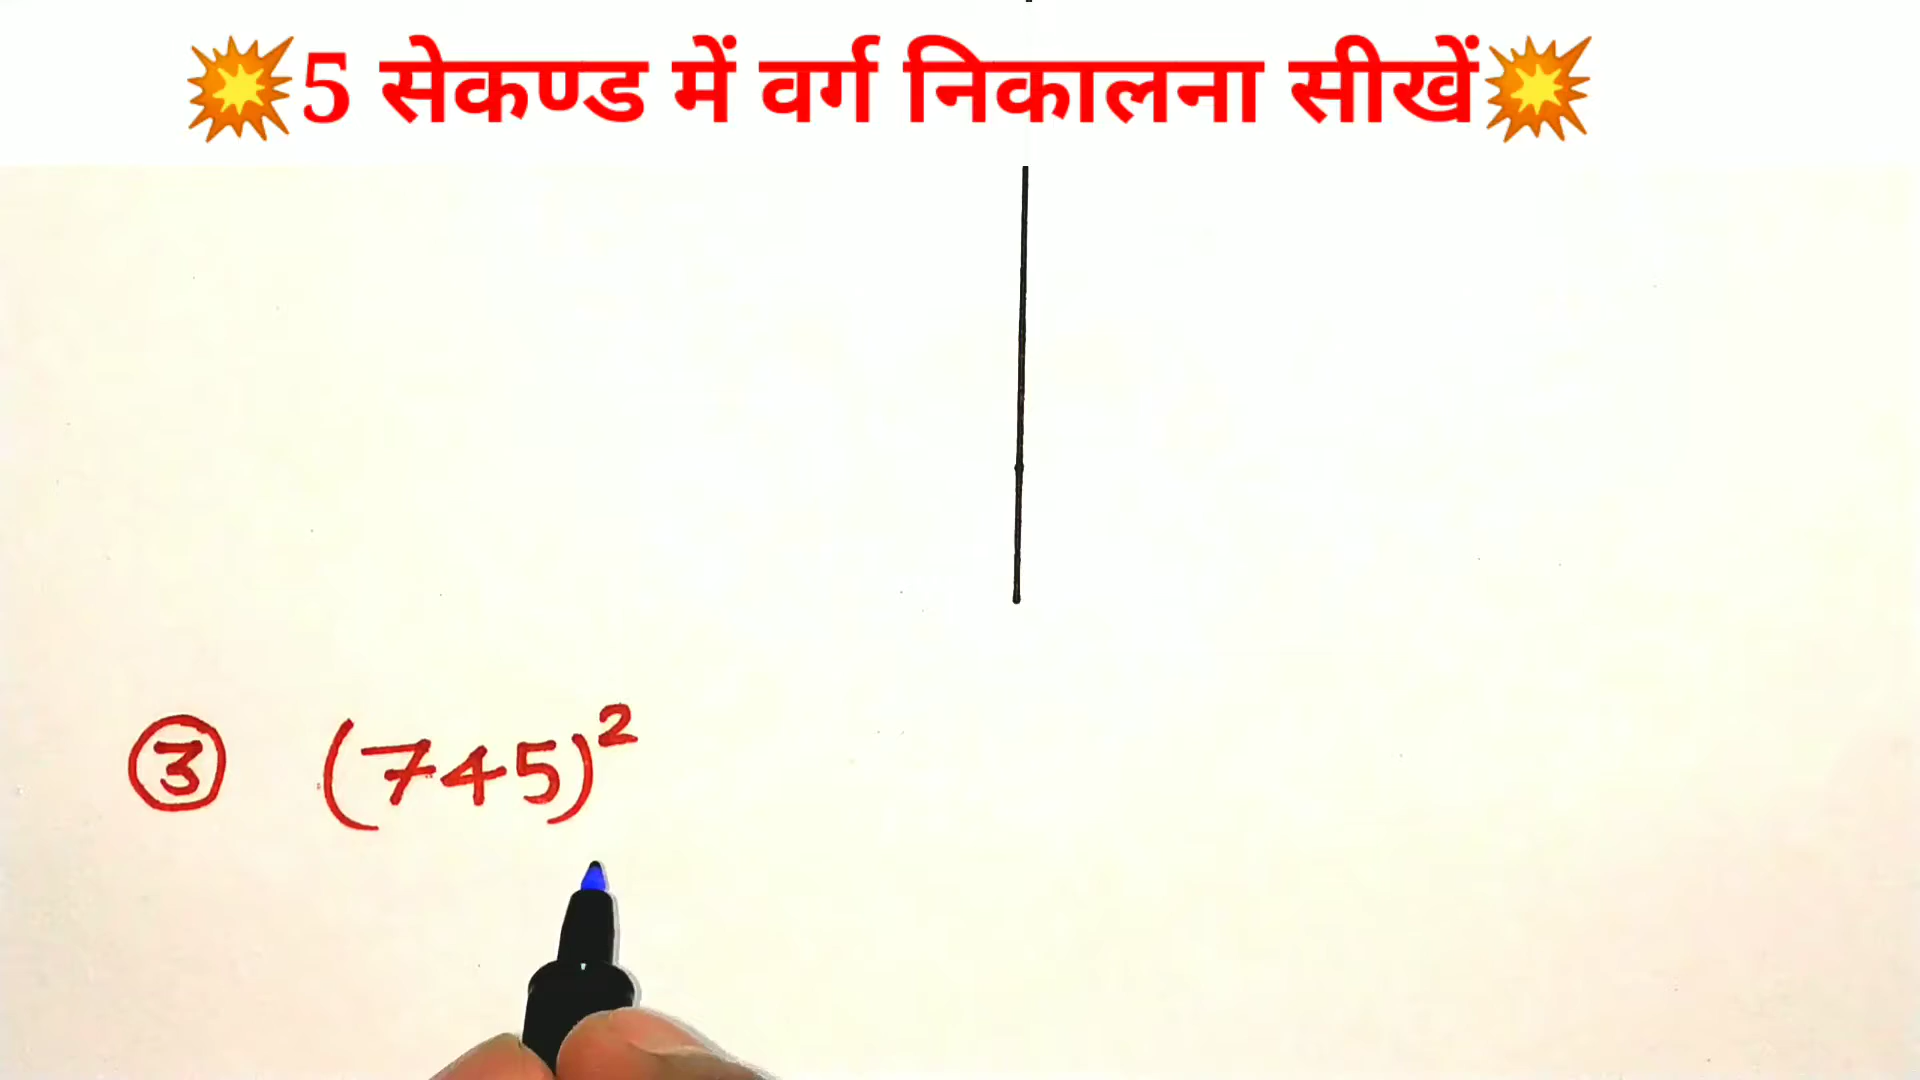 💥5 सेकण्ड में वर्ग निकालना सीखें💥
③ (745)²